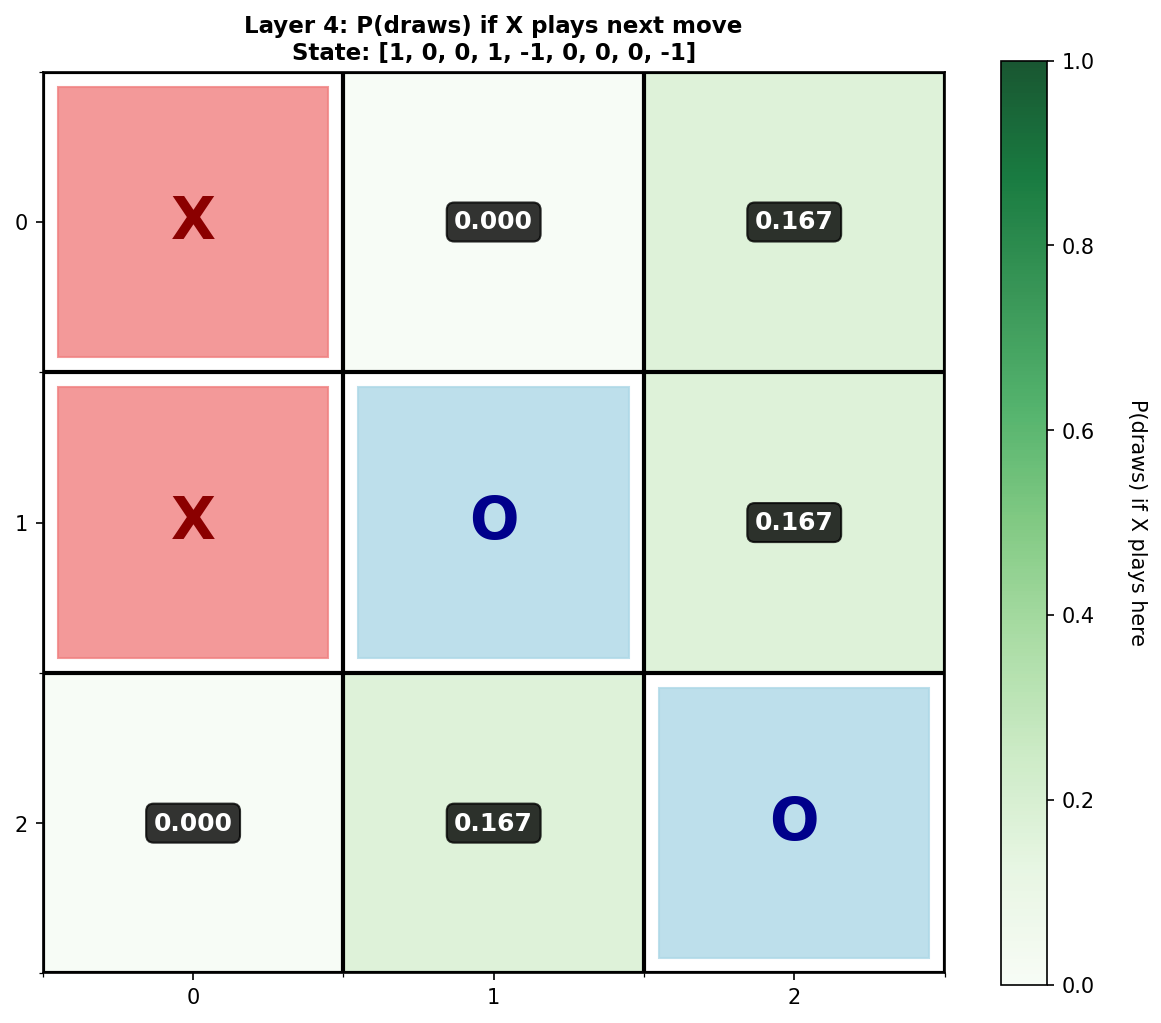 Layer 4: P(draws) if X plays next move
State: [1, 0, 0, 1, -1, 0, 0, 0, -1]
0
X
0.000
0.167
1
X
O
0.167
2
0.000
0.167
O
0
1
2
1.0
0.8
0.6
0.4
0.2
0.0
P(draws) if X plays here